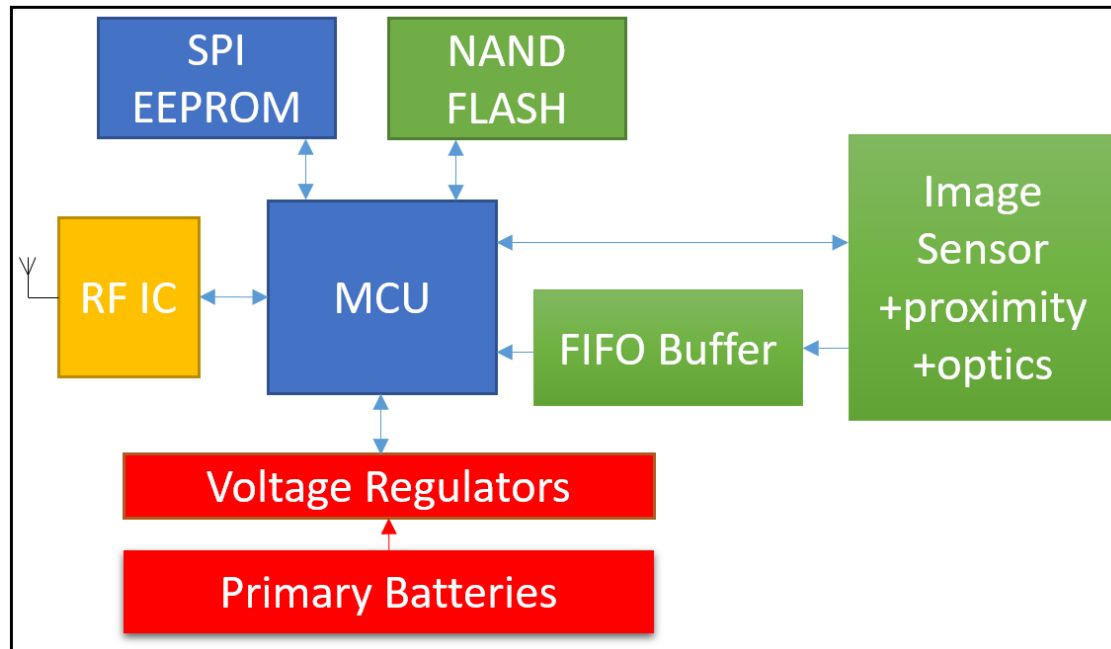 SPI
EEPROM
NAND
FLASH
Image
Sensor
+proximity
+optics
RF IC
MCU
FIFO Buffer
Voltage Regulators
Primary Batteries